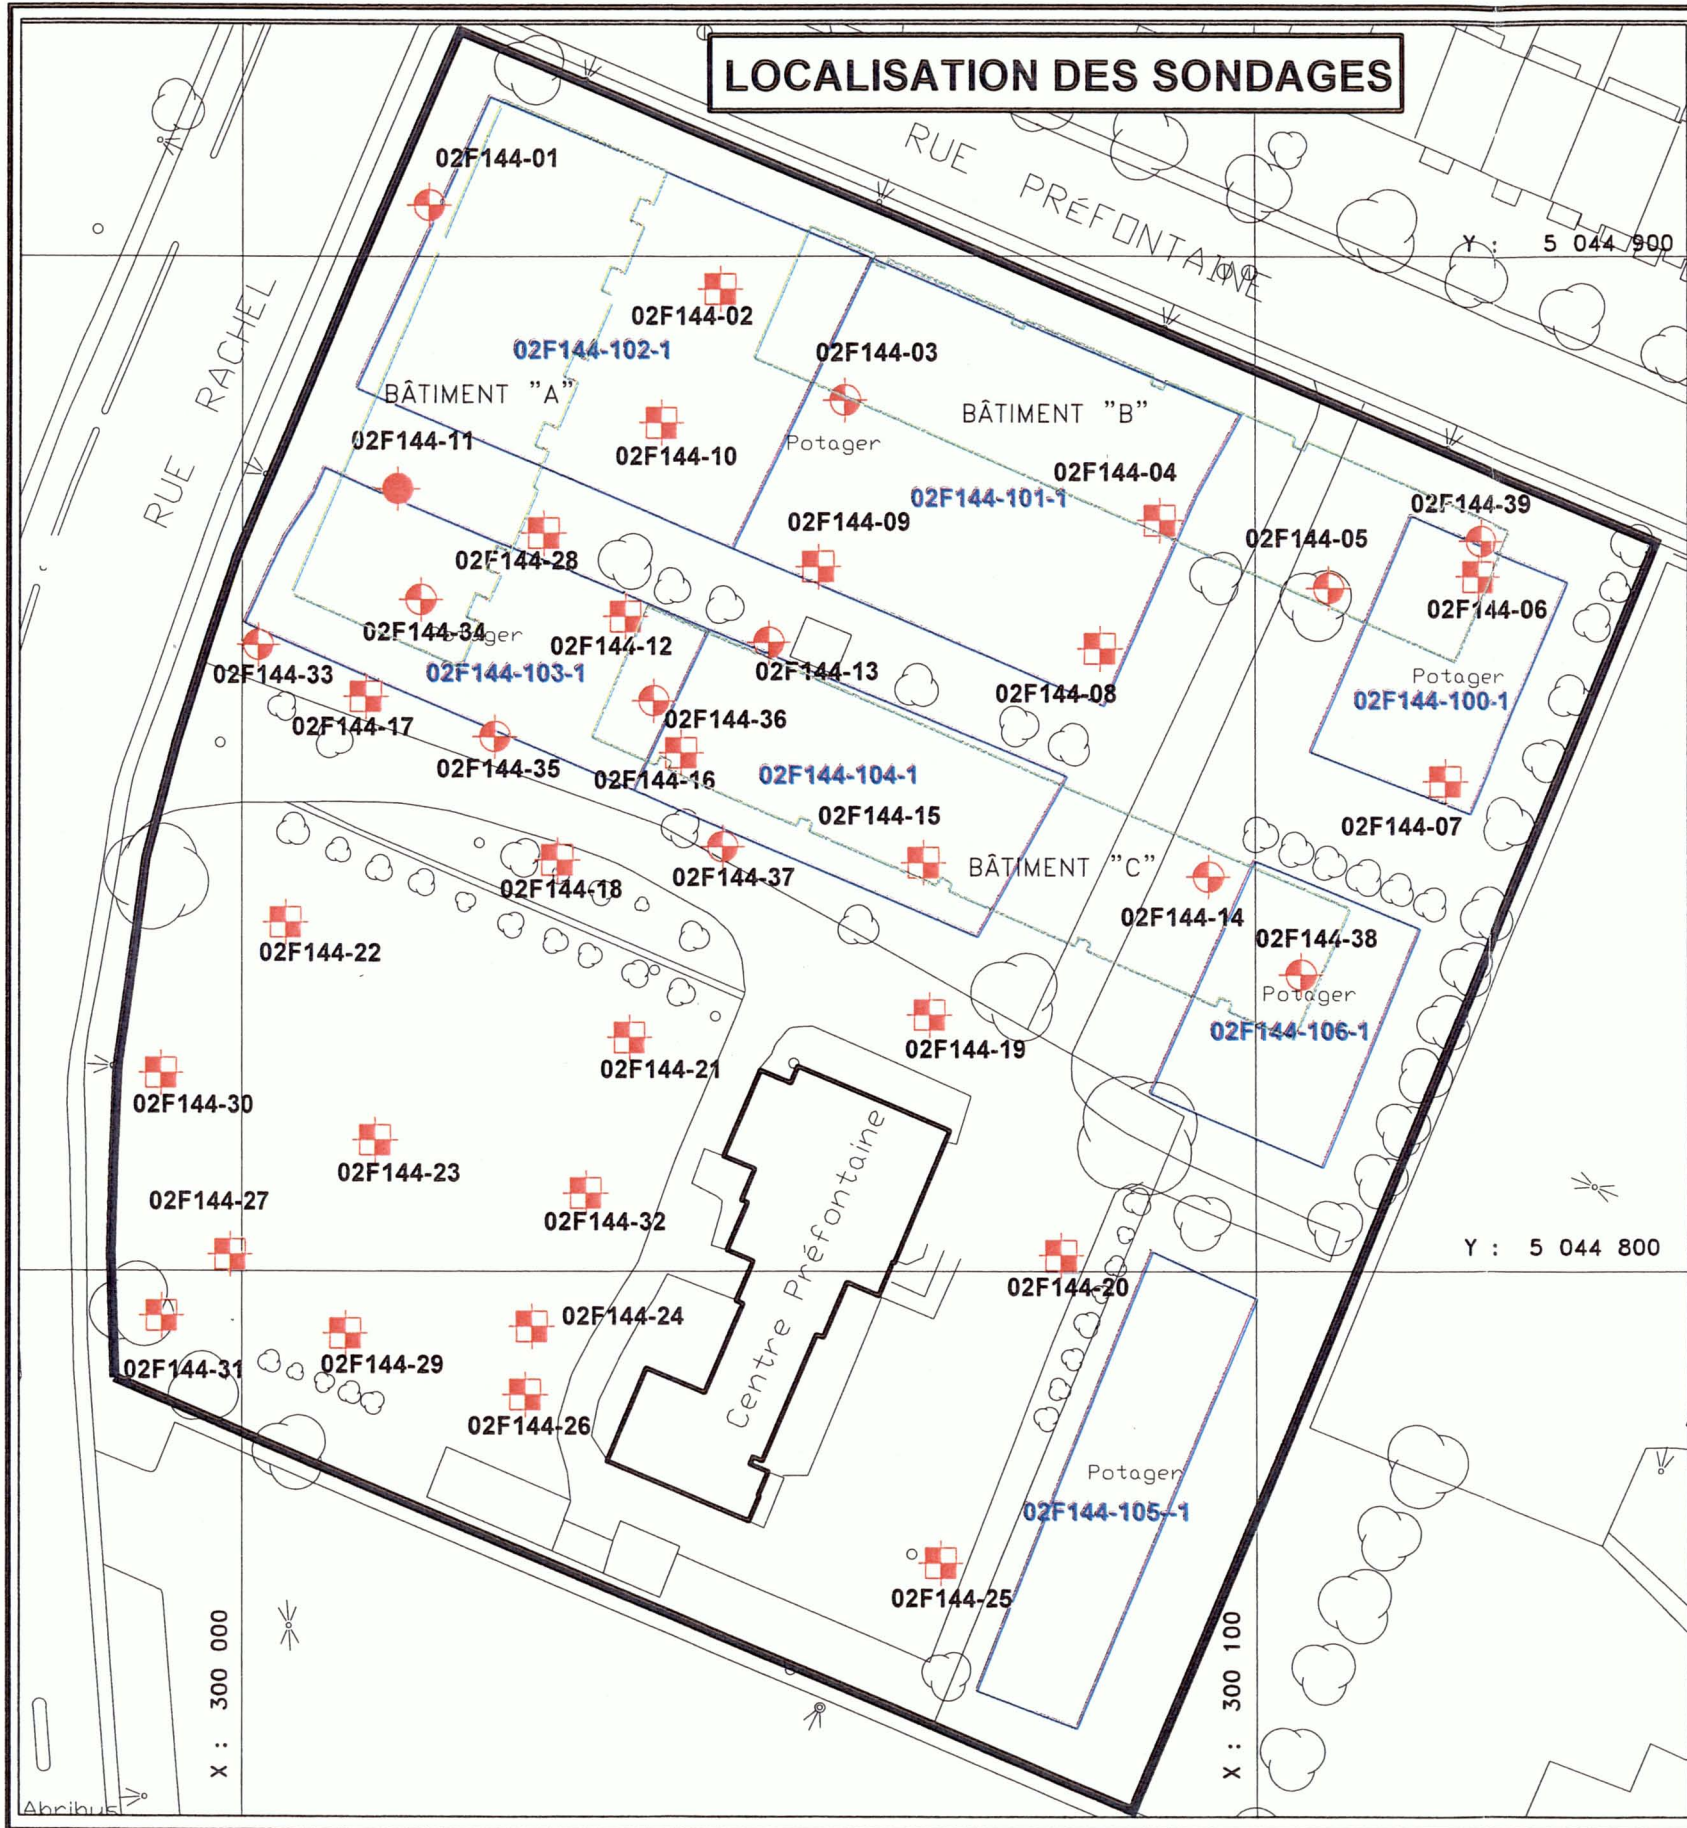 LOCALISATION DES SONDAGES
RUE PRÉFONTAINE
Y : 5 044 900
RUE RACHEL
02F144-01
02F144-02
02F144-102-1
02F144-03
BÂTIMENT "A"
BÂTIMENT "B"
02F144-11
02F144-10
Potager
02F144-04
02F144-101-1
02F144-39
02F144-09
02F144-05
02F144-28
02F144-06
02F144-34
Potager
02F144-12
02F144-33
02F144-103-1
02F144-13
Potager
02F144-08
02F144-100-1
02F144-17
02F144-36
02F144-35
02F144-16
02F144-104-1
02F144-15
02F144-07
BÂTIMENT "C"
02F144-18
02F144-37
02F144-14
02F144-22
02F144-38
Potager
02F144-106-1
02F144-19
02F144-21
02F144-30
02F144-23
02F144-27
02F144-32
Centre Préfontaine
Y : 5 044 800
02F144-20
02F144-24
02F144-31
02F144-29
02F144-26
Potager
02F144-105-1
02F144-25
X : 300 000
X : 300 100
Abribus